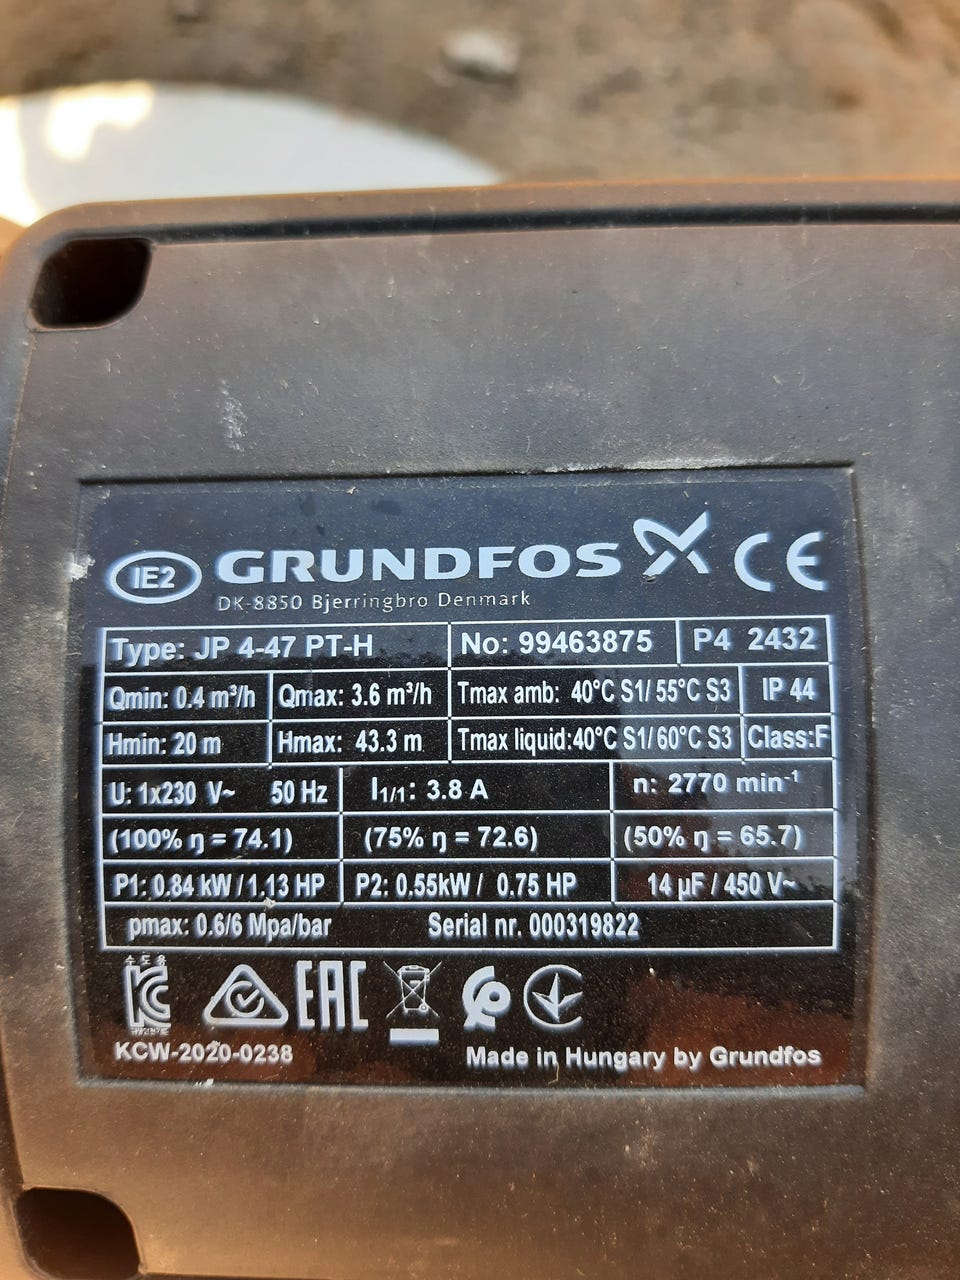 IE2 GRUNDFOS CE
DK-8850 Bjerringbro Denmark
Type: JP 4-47 PT-H No: 99463875 P4 2432
Qmin: 0.4 m³/h Qmax: 3.6 m³/h Tmax amb: 40°C S1/55°C S3 IP 44
Hmin: 20 m Hmax: 43.3 m Tmax liquid:40°C S1/60°C S3 Class:F
U: 1x230 V~ 50 Hz I1/1: 3.8 A n: 2770 min⁻¹
(100% η = 74.1) (75% η = 72.6) (50% η = 65.7)
P1: 0.84 kW/1.13 HP P2: 0.55kW / 0.75 HP 14 µF / 450 V~
pmax: 0.6/6 Mpa/bar Serial nr. 000319822
수도용
KC EAC
KCW-2020-0238 Made in Hungary by Grundfos